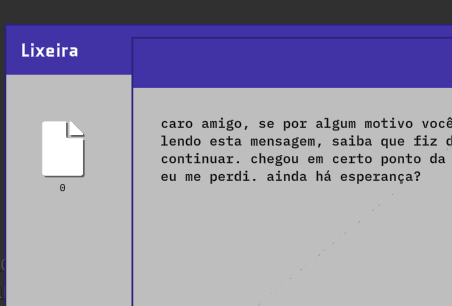 Lixeira
caro amigo, se por algum motivo você
lendo esta mensagem, saiba que fiz d
continuar. chegou em certo ponto da
eu me perdi. ainda há esperança?
0